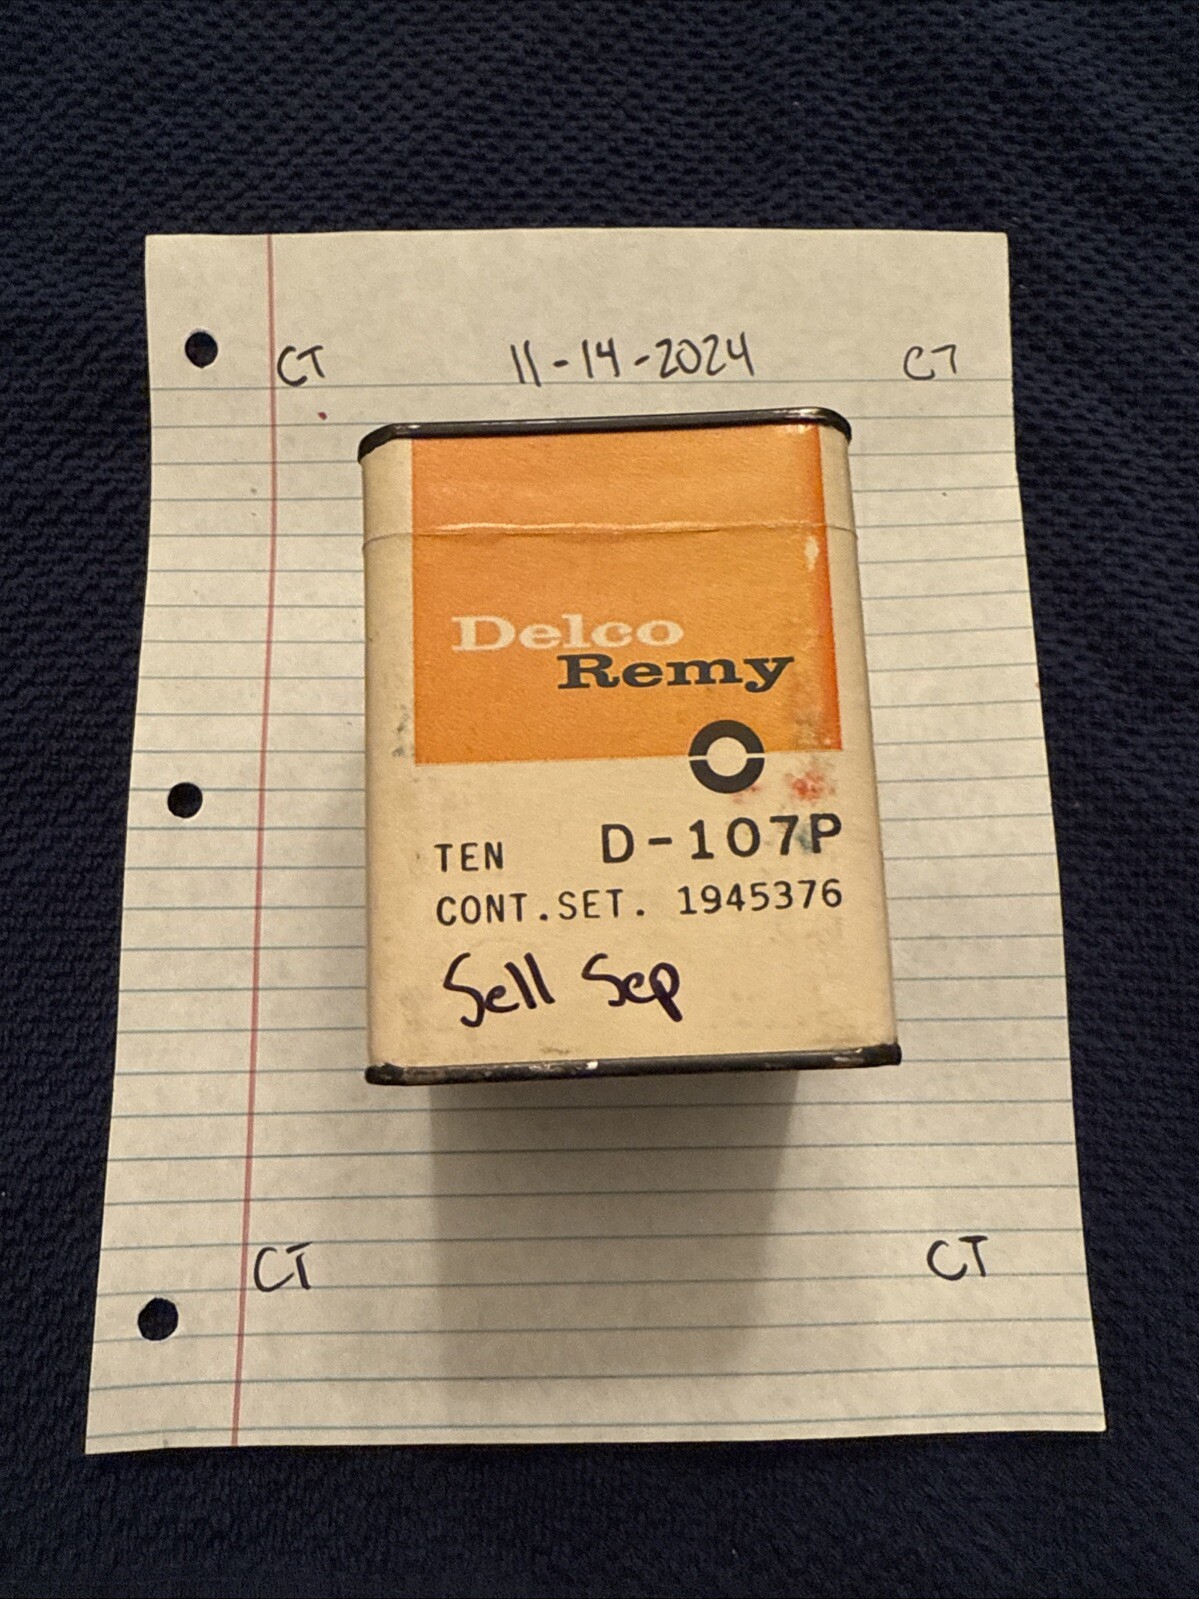 CT 11-14-2024 CT
Delco
Remy
TEN D-107P
CONT.SET. 1945376
Sell Sep
CT CT